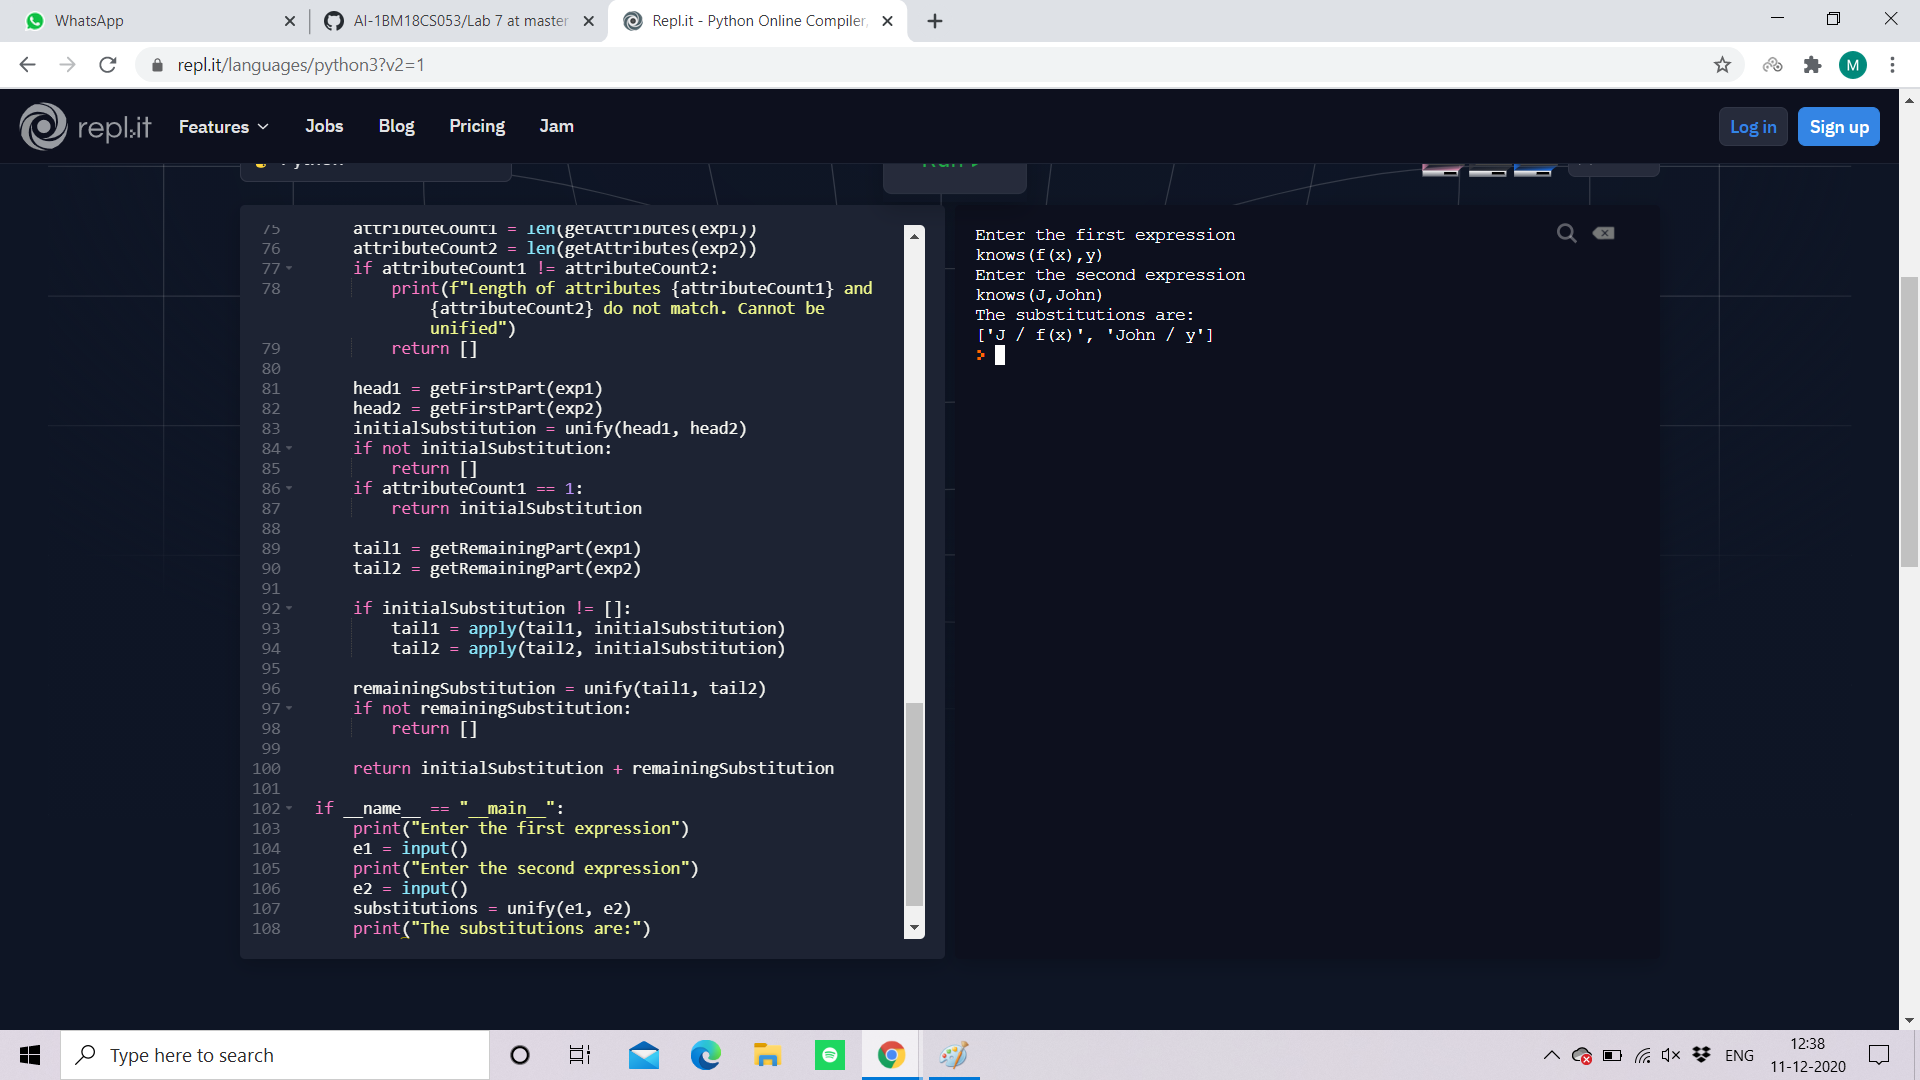 WhatsApp
AI-1BM18CS053/Lab 7 at master
Repl.it - Python Online Compiler,
repl.it/languages/python3?v2=1
M
repl.it
Features
Jobs
Blog
Pricing
Jam
Log in
Sign up
Python
Run
75 attributeCount1 = len(getAttributes(exp1))
76 attributeCount2 = len(getAttributes(exp2))
77 if attributeCount1 != attributeCount2:
78 print(f"Length of attributes {attributeCount1} and
{attributeCount2} do not match. Cannot be
unified")
79 return []
80
81 head1 = getFirstPart(exp1)
82 head2 = getFirstPart(exp2)
83 initialSubstitution = unify(head1, head2)
84 if not initialSubstitution:
85 return []
86 if attributeCount1 == 1:
87 return initialSubstitution
88
89 tail1 = getRemainingPart(exp1)
90 tail2 = getRemainingPart(exp2)
91
92 if initialSubstitution != []:
93 tail1 = apply(tail1, initialSubstitution)
94 tail2 = apply(tail2, initialSubstitution)
95
96 remainingSubstitution = unify(tail1, tail2)
97 if not remainingSubstitution:
98 return []
99
100 return initialSubstitution + remainingSubstitution
101
102 if __name__ == "__main__":
103 print("Enter the first expression")
104 e1 = input()
105 print("Enter the second expression")
106 e2 = input()
107 substitutions = unify(e1, e2)
108 print("The substitutions are:")
Enter the first expression
knows(f(x),y)
Enter the second expression
knows(J,John)
The substitutions are:
['J / f(x)', 'John / y']
>
Type here to search
ENG
12:38
11-12-2020